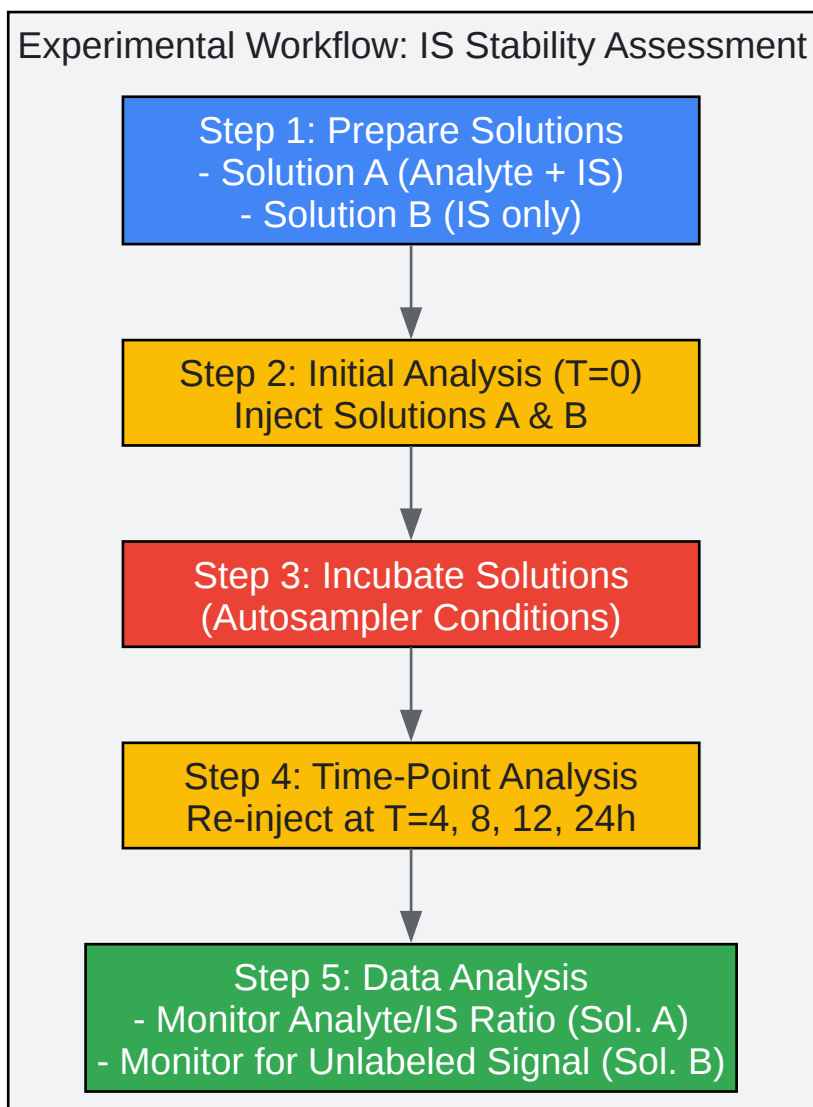 Experimental Workflow: IS Stability Assessment
Step 1: Prepare Solutions
- Solution A (Analyte + IS)
- Solution B (IS only)
Step 2: Initial Analysis (T=0)
Inject Solutions A & B
Step 3: Incubate Solutions
(Autosampler Conditions)
Step 4: Time-Point Analysis
Re-inject at T=4, 8, 12, 24h
Step 5: Data Analysis
- Monitor Analyte/IS Ratio (Sol. A)
- Monitor for Unlabeled Signal (Sol. B)